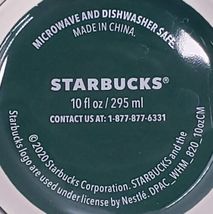 MICROWAVE AND DISHWASHER SAFE
MADE IN CHINA.
STARBUCKS®
10 fl oz / 295 ml
CONTACT US AT: 1-877-877-6331
© 2020 Starbucks Corporation. STARBUCKS and the
Starbucks logo are used under license by Nestlé. DPAC_WHM_820_10ozCM